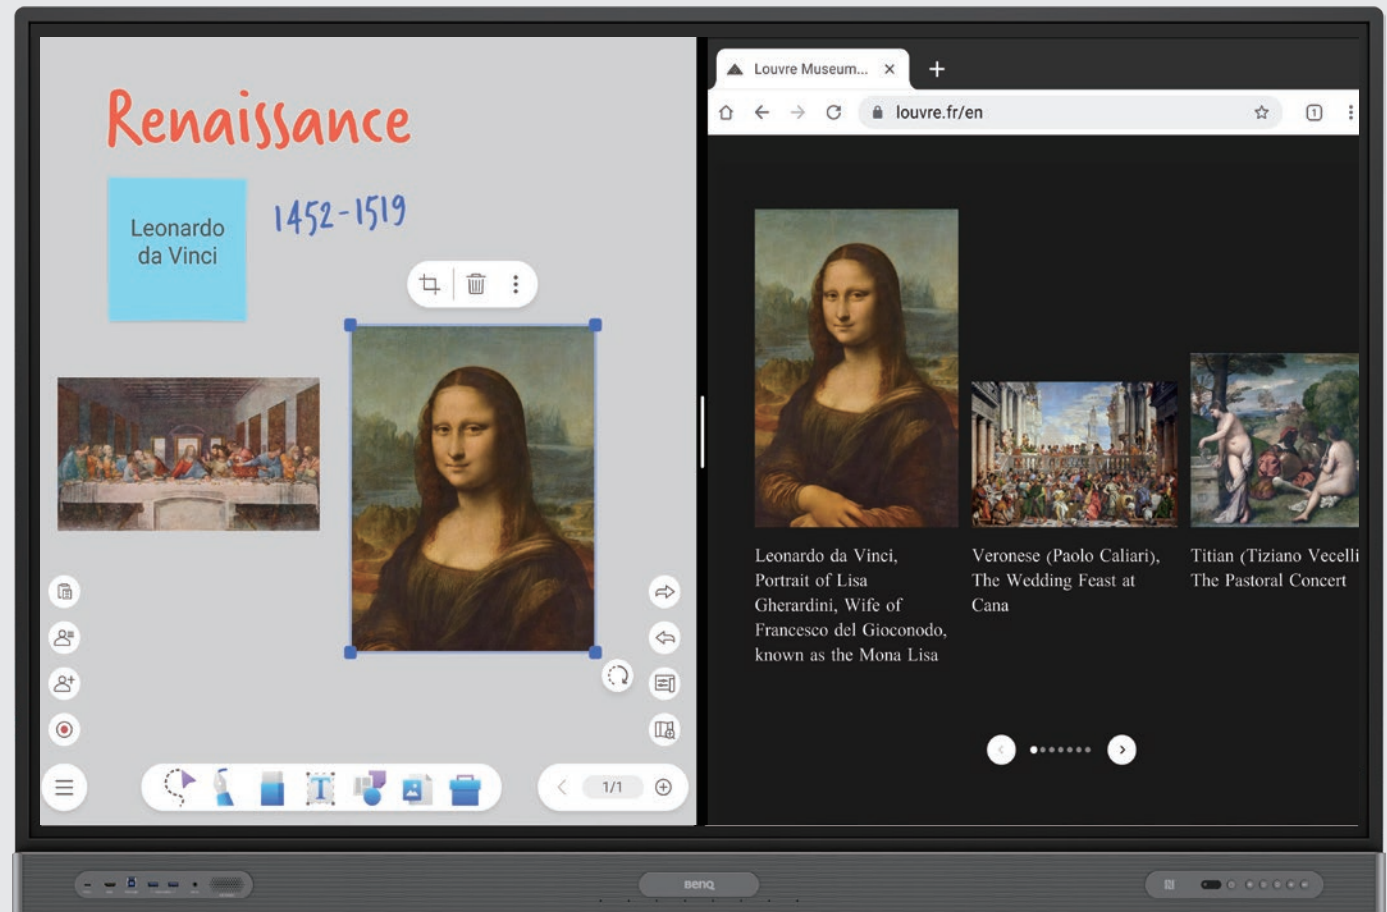 Renaissance
Leonardo
da Vinci
1452-1519
1/1
Louvre Museum...
louvre.fr/en
1
Leonardo da Vinci,
Portrait of Lisa
Gherardini, Wife of
Francesco del Gioconodo,
known as the Mona Lisa
Veronese (Paolo Caliari),
The Wedding Feast at
Cana
Titian (Tiziano Vecelli
The Pastoral Concert
BenQ